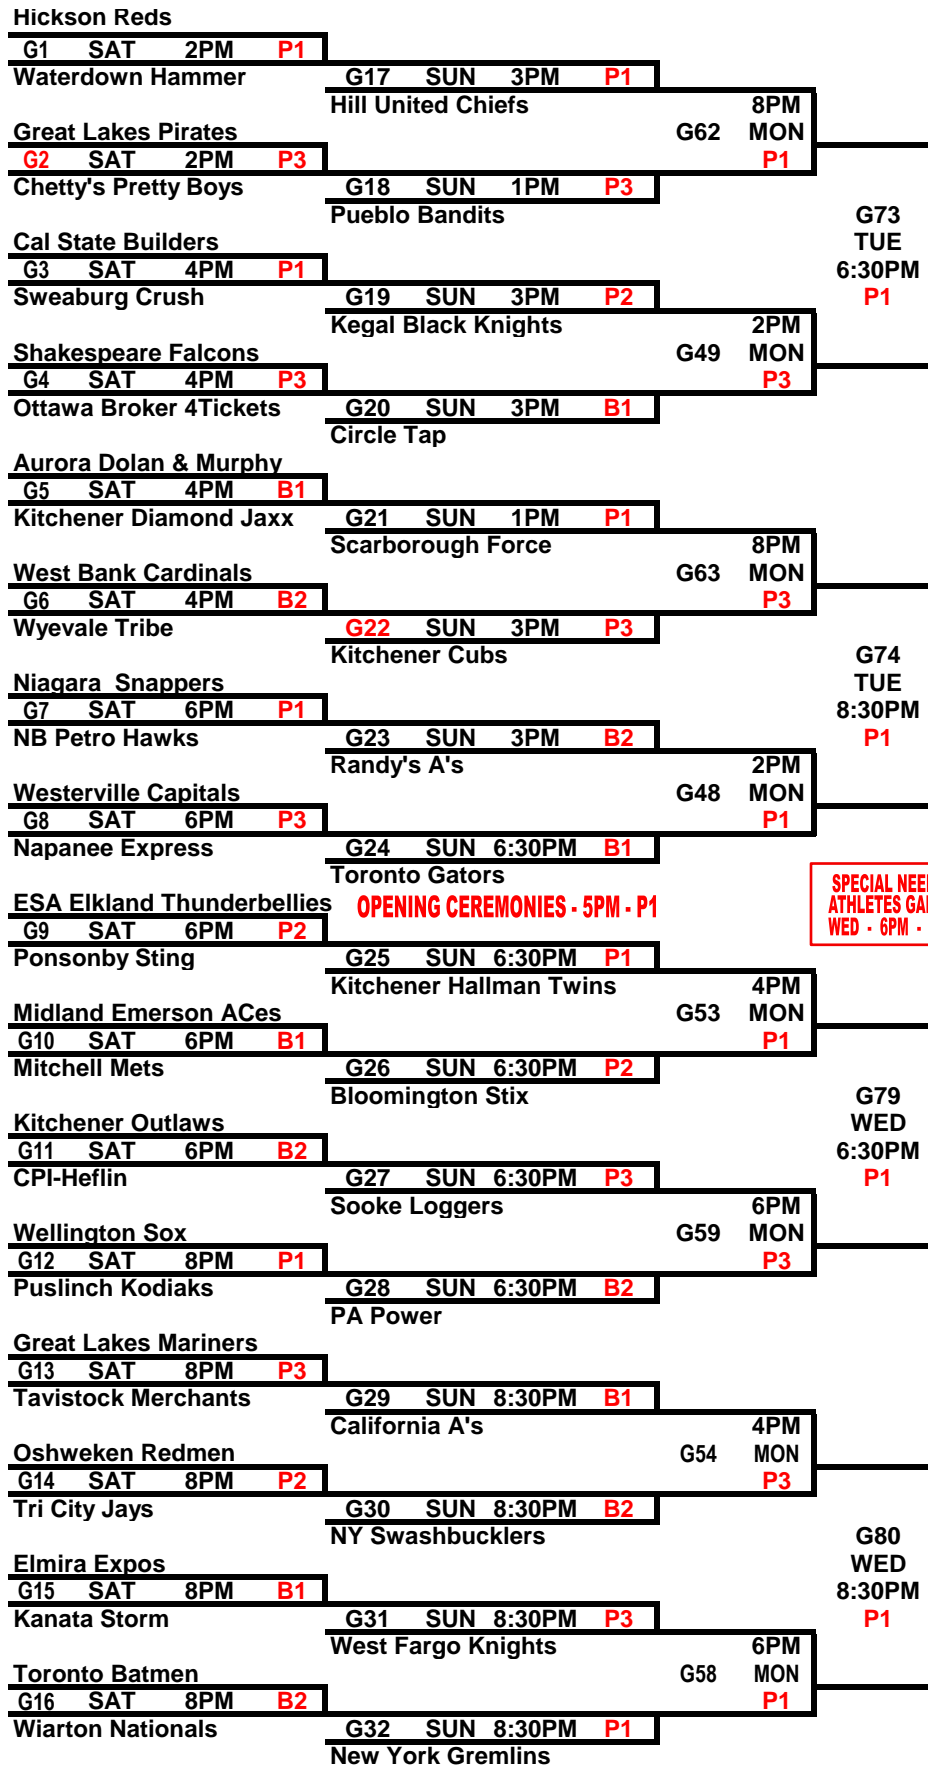 Hickson Reds
G1 SAT 2PM P1
Waterdown Hammer G17 SUN 3PM P1
Hill United Chiefs 8PM
Great Lakes Pirates G62 MON
G2 SAT 2PM P3 P1
Chetty's Pretty Boys G18 SUN 1PM P3
Pueblo Bandits G73
Cal State Builders TUE
G3 SAT 4PM P1 6:30PM
Sweaburg Crush G19 SUN 3PM P2 P1
Kegal Black Knights 2PM
Shakespeare Falcons G49 MON
G4 SAT 4PM P3 P3
Ottawa Broker 4Tickets G20 SUN 3PM B1
Circle Tap
Aurora Dolan & Murphy
G5 SAT 4PM B1
Kitchener Diamond Jaxx G21 SUN 1PM P1
Scarborough Force 8PM
West Bank Cardinals G63 MON
G6 SAT 4PM B2 P3
Wyevale Tribe G22 SUN 3PM P3
Kitchener Cubs G74
Niagara Snappers TUE
G7 SAT 6PM P1 8:30PM
NB Petro Hawks G23 SUN 3PM B2 P1
Randy's A's 2PM
Westerville Capitals G48 MON
G8 SAT 6PM P3 P1
Napanee Express G24 SUN 6:30PM B1
Toronto Gators
SPECIAL NEE
ESA Elkland Thunderbellies OPENING CEREMONIES - 5PM - P1 ATHLETES GA
G9 SAT 6PM P2 WED - 6PM -
Ponsonby Sting G25 SUN 6:30PM P1
Kitchener Hallman Twins 4PM
Midland Emerson ACes G53 MON
G10 SAT 6PM B1 P1
Mitchell Mets G26 SUN 6:30PM P2
Bloomington Stix G79
Kitchener Outlaws WED
G11 SAT 6PM B2 6:30PM
CPI-Heflin G27 SUN 6:30PM P3 P1
Sooke Loggers 6PM
Wellington Sox G59 MON
G12 SAT 8PM P1 P3
Puslinch Kodiaks G28 SUN 6:30PM B2
PA Power
Great Lakes Mariners
G13 SAT 8PM P3
Tavistock Merchants G29 SUN 8:30PM B1
California A's 4PM
Oshweken Redmen G54 MON
G14 SAT 8PM P2 P3
Tri City Jays G30 SUN 8:30PM B2
NY Swashbucklers G80
Elmira Expos WED
G15 SAT 8PM B1 8:30PM
Kanata Storm G31 SUN 8:30PM P3 P1
West Fargo Knights 6PM
Toronto Batmen G58 MON
G16 SAT 8PM B2 P1
Wiarton Nationals G32 SUN 8:30PM P1
New York Gremlins